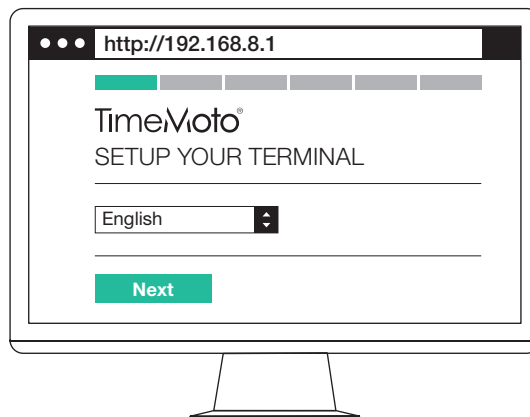 http://192.168.8.1
TimeMoto®
SETUP YOUR TERMINAL
English
Next